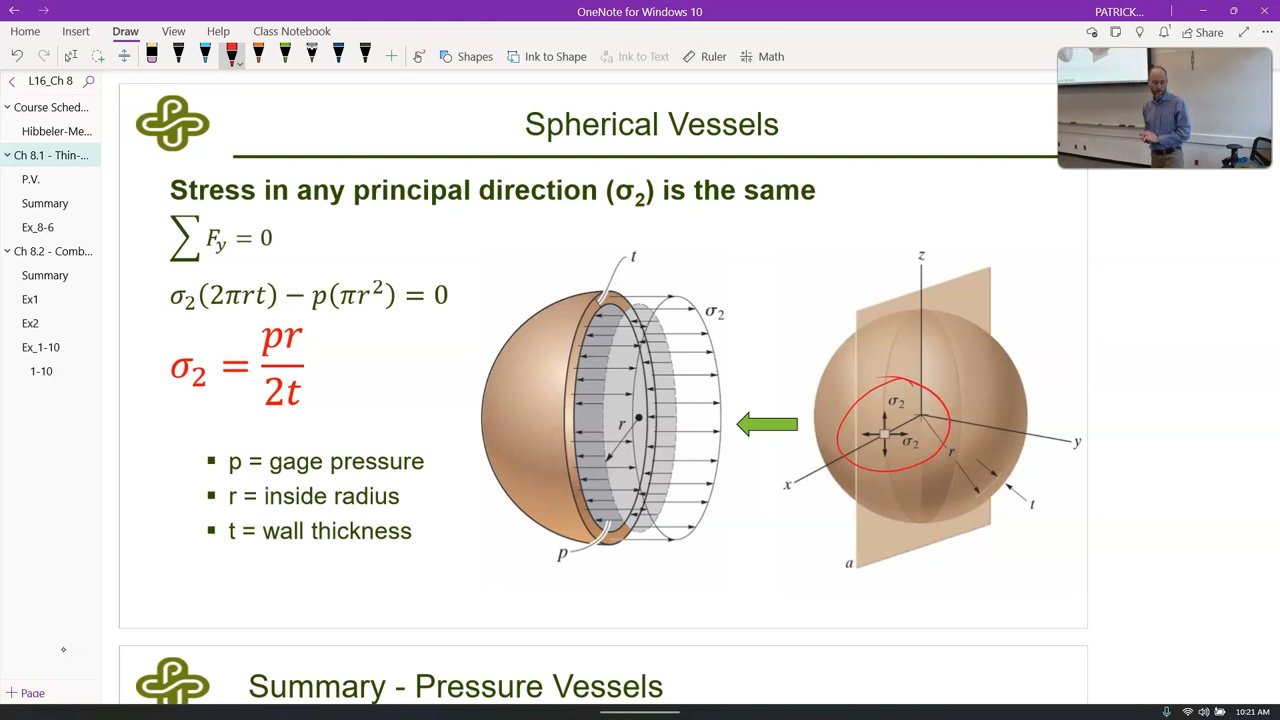 OneNote for Windows 10
PATRICK...
Home
Insert
Draw
View
Help
Class Notebook
Share
Shapes
Ink to Shape
Ink to Text
Ruler
Math
L16_Ch 8
Course Sched...
Hibbeler-Me...
Ch 8.1 - Thin-...
P.V.
Summary
Ex_8-6
Ch 8.2 - Comb...
Summary
Ex1
Ex2
Ex_1-10
1-10
+ Page
Spherical Vessels
Stress in any principal direction (σ₂) is the same
∑ F_y = 0
σ₂(2πrt) − p(πr²) = 0
σ₂ = pr/2t
▪ p = gage pressure
▪ r = inside radius
▪ t = wall thickness
t
σ₂
r
p
z
σ₂
σ₂
r
y
x
t
a
Summary - Pressure Vessels
10:21 AM